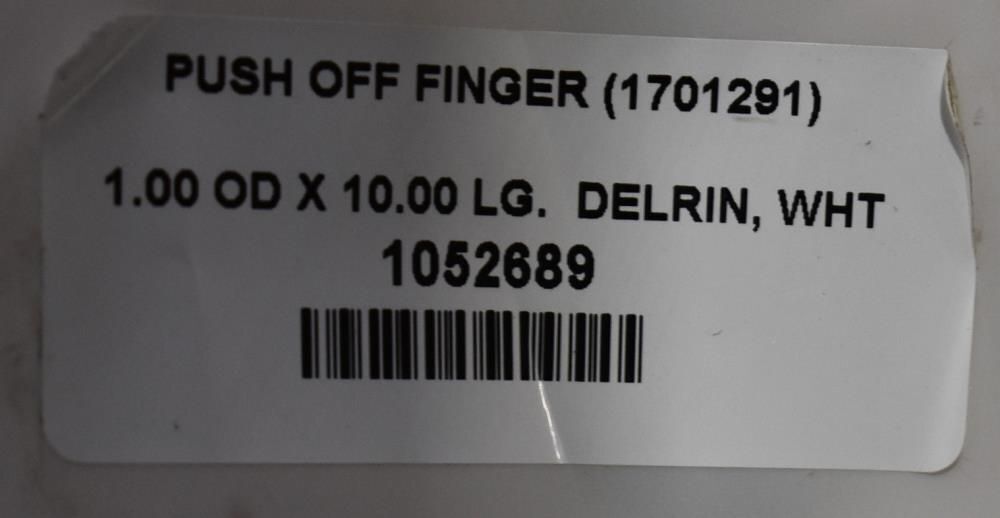 PUSH OFF FINGER (1701291)
1.00 OD X 10.00 LG. DELRIN, WHT
1052689